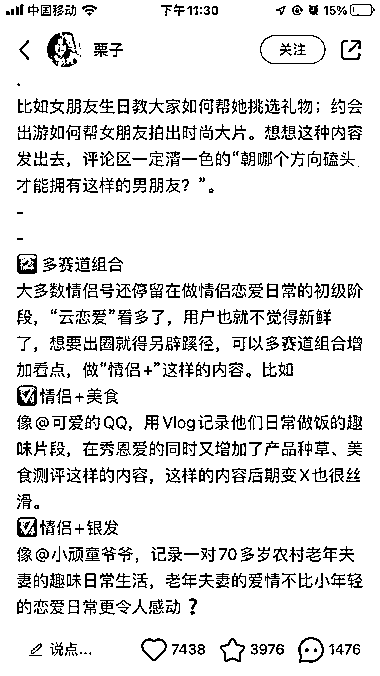 中国移动 下午11:30 15%
栗子 关注
.
比如女朋友生日教大家如何帮她挑选礼物；约会
出游如何帮女朋友拍出时尚大片。想想这种内容
发出去，评论区一定清一色的“朝哪个方向磕头
才能拥有这样的男朋友？”。
-
-
多赛道组合
大多数情侣号还停留在做情侣恋爱日常的初级阶
段，“云恋爱”看多了，用户也就不觉得新鲜
了，想要出圈就得另辟蹊径，可以多赛道组合增
加看点，做“情侣+”这样的内容。比如
情侣+美食
像@可爱的QQ，用Vlog记录他们日常做饭的趣
味片段，在秀恩爱的同时又增加了产品种草、美
食测评这样的内容，这样的内容后期变X也很丝
滑。
情侣+银发
像@小顽童爷爷，记录一对70多岁农村老年夫
妻的趣味日常生活，老年夫妻的爱情不比小年轻
的恋爱日常更令人感动？
说点... 7438 3976 1476